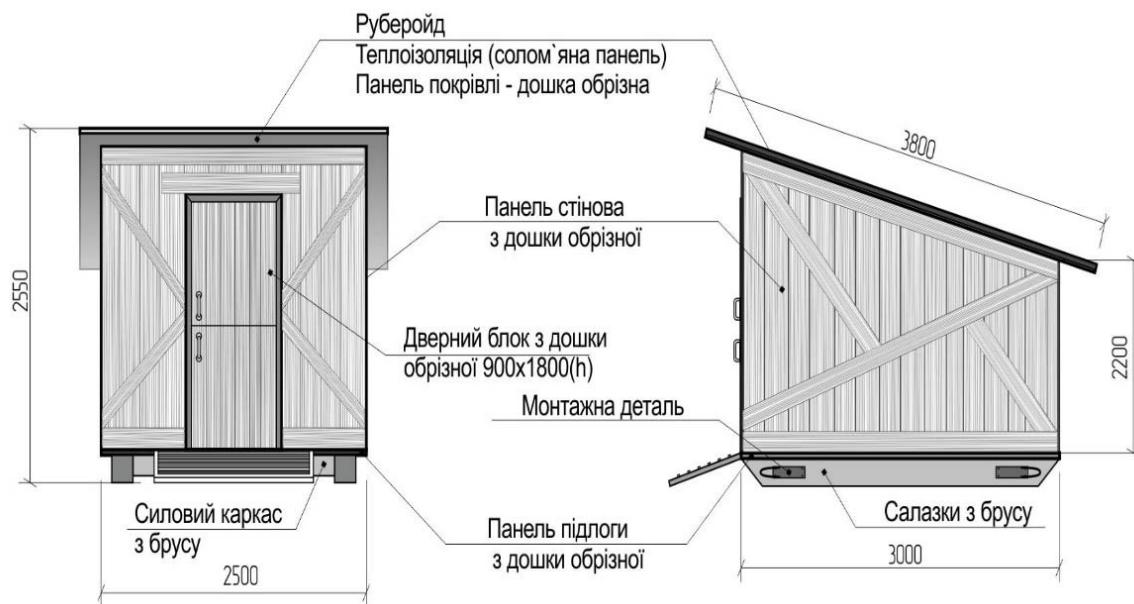 Руберойд
Теплоізоляція (солом`яна панель)
Панель покрівлі - дошка обрізна
3800
2550
Панель стінова
з дошки обрізної
Дверний блок з дошки
обрізної 900х1800(h)
2200
Монтажна деталь
Силовий каркас
з брусу
Салазки з брусу
Панель підлоги
з дошки обрізної
2500
3000